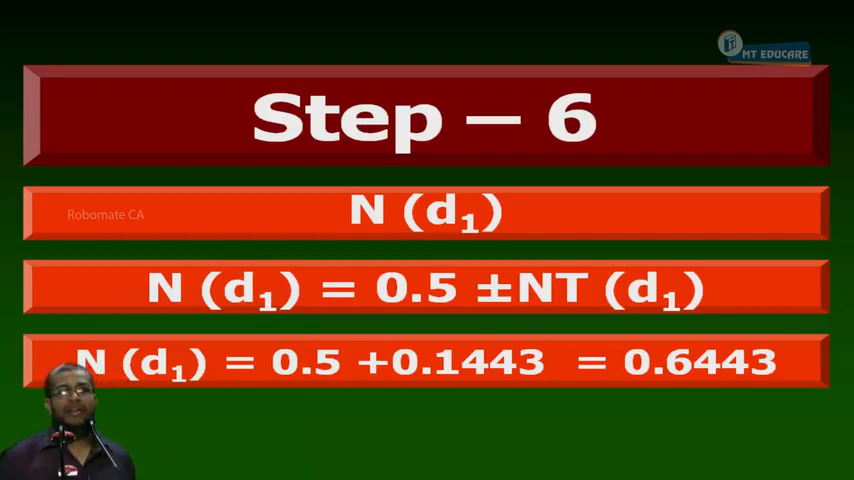 MT EDUCARE
Step – 6
Robomate CA
N (d₁)
N (d₁) = 0.5 ±NT (d₁)
N (d₁) = 0.5 +0.1443 = 0.6443